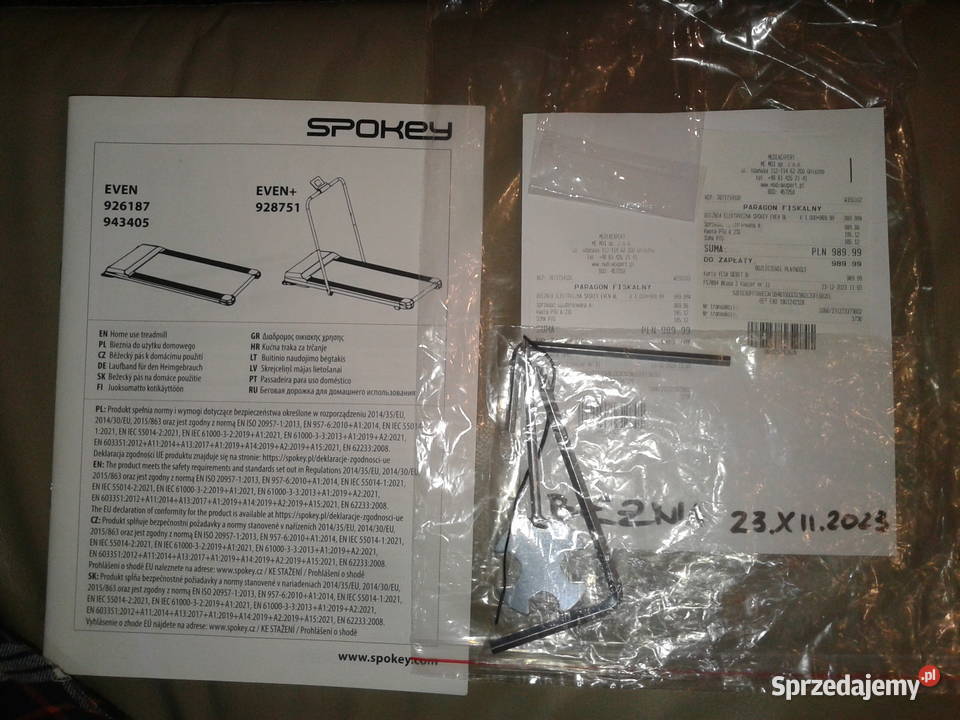 SPOKEY
EVEN
926187
943405
EVEN+
928751
EN Home use treadmill
PL Bieżnia do użytku domowego
CZ Běžecký pás k domácímu použití
DE Laufband für den Heimgebrauch
SK Bežecký pás na domáce použitie
FI Juoksumatto kotikäyttöön
GR Διαδρομος οικιακης χρησης
HR Kućna traka za trčanje
LT Buitinio naudojimo bėgtakis
LV Skrejceliņš mājas lietošanai
PT Passadeira para uso doméstico
RU Беговая дорожка для домашнего использования
PL: Produkt spełnia normy i wymogi dotyczące bezpieczeństwa określone w rozporządzeniu 2014/35/EU,
2014/30/EU, 2015/863 oraz jest zgodny z normą EN ISO 20957-1:2013, EN 957-6:2010+A1:2014, EN 55014-
1:2021, EN IEC 55014-2:2021, EN IEC 61000-3-2:2019+A1:2021, EN 61000-3-3:2013+A1:2019+A2:2021,
EN 60335:2012+A11:2014+A13:2017+A1:2019+A14:2019+A2:2019+A15:2021, EN 62233:2008.
Deklaracja zgodności UE produktu znajduje się na stronie: https://spokey.pl/deklaracje-zgodnosci-ue
EN: The product meets the safety requirements and standards set out in Regulations 2014/35/EU, 2014/30/EU,
2015/863 oraz jest zgodny z normą EN ISO 20957-1:2013, EN 957-6:2010+A1:2014, EN IEC 55014-1:2021,
EN IEC 55014-2:2021, EN IEC 61000-3-2:2019+A1:2021, EN 61000-3-3:2013+A1:2019+A2:2021,
EN 603351:2012+A11:2014+A13:2017+A1:2019+A14:2019+A2:2019+A15:2021, EN 62233:2008.
The EU declaration of conformity for the product is available at https://spokey.pl/deklaracje-zgodnosci-ue
CZ: Produkt splňuje bezpečnostní požadavky a normy stanovené v nařízeních 2014/35/EU, 2014/30/EU,
2015/863 oraz jest zgodny z normą EN ISO 20957-1:2013, EN 957-6:2010+A1:2014, EN IEC 55014-1:2021,
EN IEC 55014-2:2021, EN IEC 61000-3-2:2019+A1:2021, EN 61000-3-3:2013+A1:2019+A2:2021,
EN 603351:2012+A11:2014+A13:2017+A1:2019+A14:2019+A2:2019+A15:2021, EN 62233:2008.
Prohlášení o shodě EU naleznete na adrese: www.spokey.cz / KE STAŽENÍ / Prohlášení o shodě
SK: Produkt spĺňa bezpečnostné požiadavky a normy stanovené v nariadeniach 2014/35/EU, 2014/30/EU,
2015/863 oraz jest zgodny z normą EN ISO 20957-1:2013, EN 957-6:2010+A1:2014, EN IEC 55014-1:2021,
EN IEC 55014-2:2021, EN IEC 61000-3-2:2019+A1:2021, EN 61000-3-3:2013+A1:2019+A2:2021,
EN 603351:2012+A11:2014+A13:2017+A1:2019+A14:2019+A2:2019+A15:2021, EN 62233:2008.
Vyhlásenie o zhode EÚ nájdete na adrese: www.spokey.cz / KE STAŽENÍ / Prohlášení o shodě
www.spokey.com
PARAGON FISKALNY
SUMA PLN 989.99
PARAGON FISKALNY
SUMA: PLN 989.99
DO ZAPŁATY 989.99
BIEŻNIA 23.XII.2023
Sprzedajemy.pl